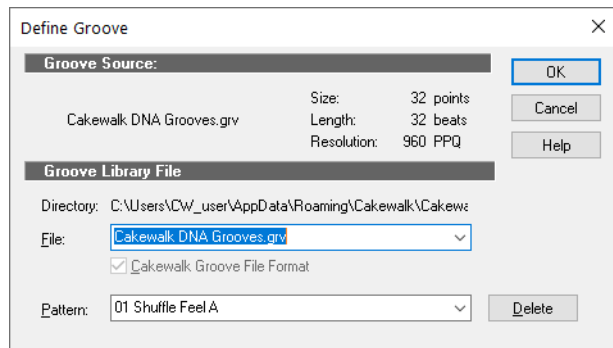 Define Groove
Groove Source:
OK
Size: 32 points
Cancel
Cakewalk DNA Grooves.grv
Length: 32 beats
Resolution: 960 PPQ
Help
Groove Library File
Directory: C:\Users\CW_user\AppData\Roaming\Cakewalk\Cakewa
File: Cakewalk DNA Grooves.grv
Cakewalk Groove File Format
Pattern: 01 Shuffle Feel A
Delete